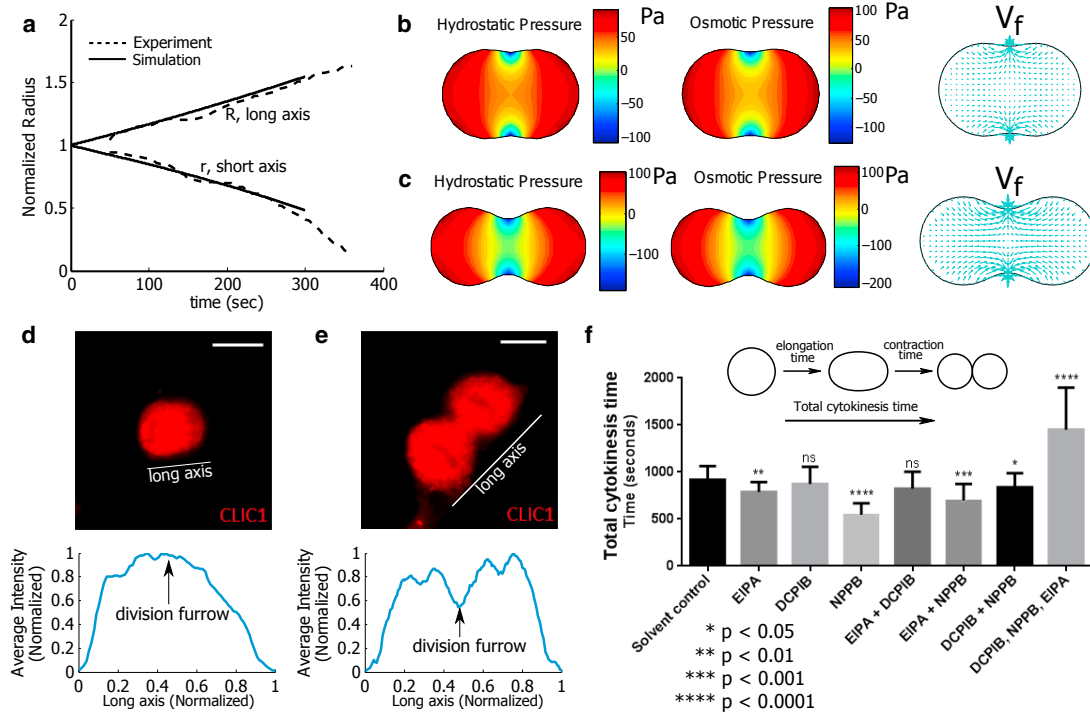 a
2
1.5
1
0.5
0
0
100
200
300
400
Normalized Radius
time (sec)
Experiment
Simulation
R, long axis
r, short axis
b
Hydrostatic Pressure
Pa
50
0
−50
−100
Osmotic Pressure
100
Pa
50
0
−50
−100
Vf
c
Hydrostatic Pressure
100
Pa
0
−100
Osmotic Pressure
100
Pa
0
−100
−200
Vf
d
long axis
CLIC1
Average Intensity
(Normalized)
1
0.8
0.6
0.4
0.2
0
0
0.2
0.4
0.6
0.8
1
division furrow
Long axis (Normalized)
e
long axis
CLIC1
Average Intensity
(Normalized)
1
0.8
0.6
0.4
0.2
0
0
0.2
0.4
0.6
0.8
1
division furrow
Long axis (Normalized)
f
elongation
time
contraction
time
Total cytokinesis time
Total cytokinesis time
Time (seconds)
2000
1500
1000
500
0
**
ns
****
ns
***
*
****
Solvent control
EIPA
DCPIB
NPPB
EIPA + DCPIB
EIPA + NPPB
DCPIB + NPPB
DCPIB, NPPB, EIPA
* p < 0.05
** p < 0.01
*** p < 0.001
**** p < 0.0001